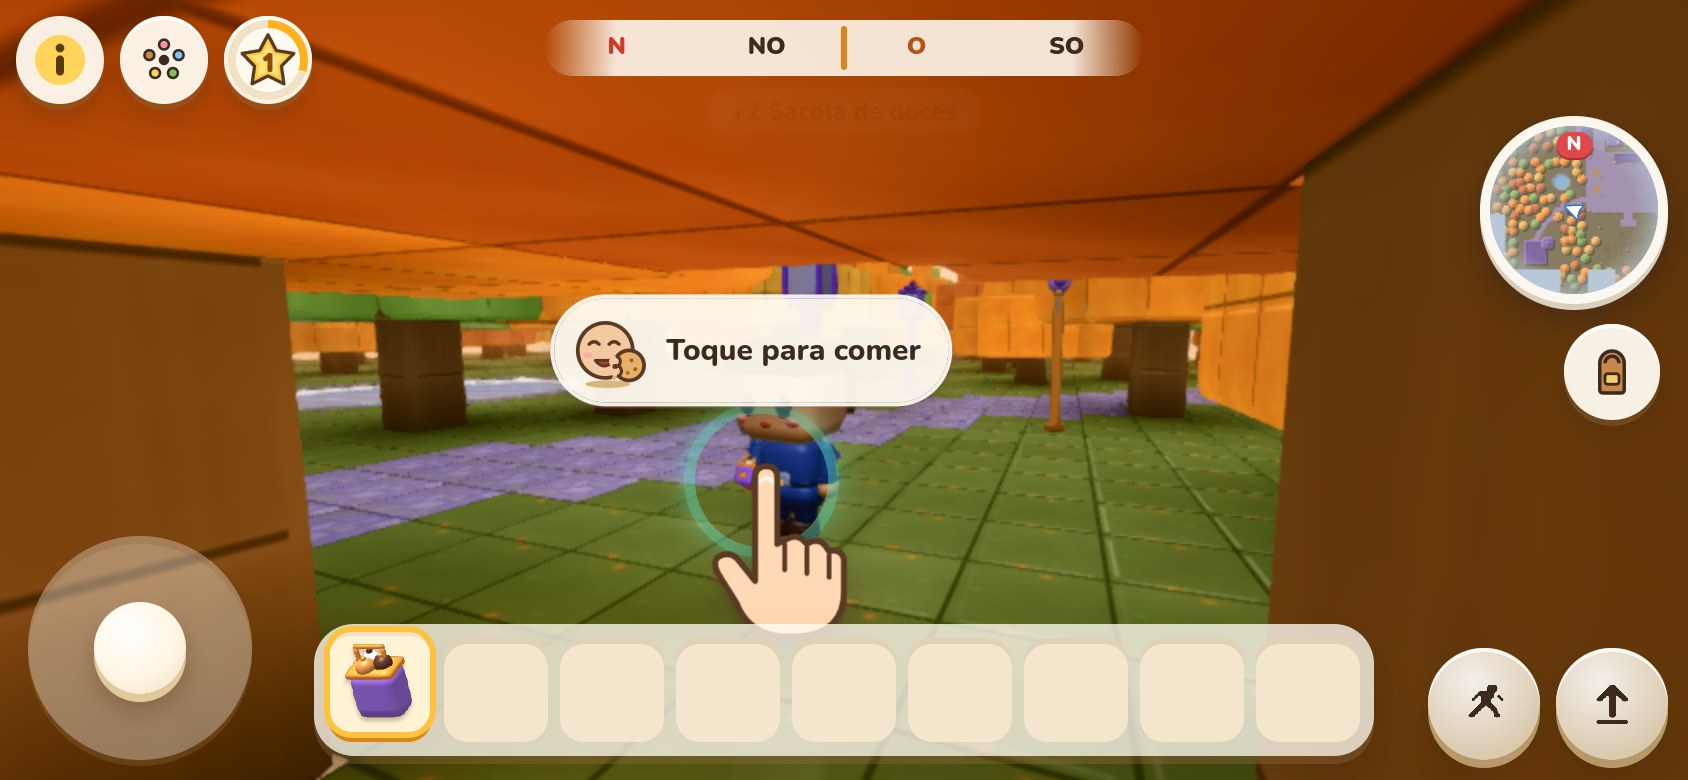 1
N NO O SO
+2 Sacola de doces
N
Toque para comer